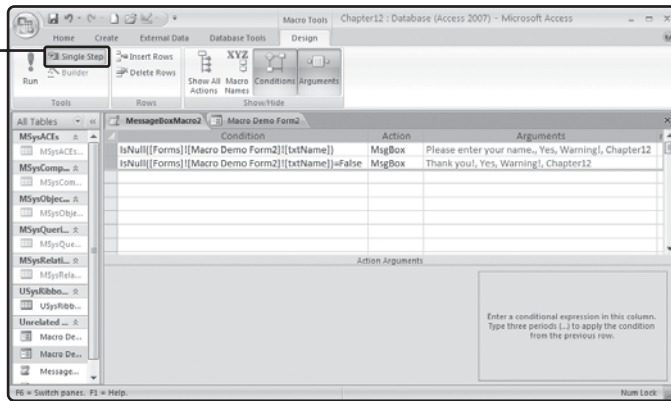 Macro Tools
Chapter12 : Database (Access 2007) - Microsoft Access
Home Create External Data Database Tools Design
Run
Single Step
Builder
Tools
Insert Rows
Delete Rows
Rows
Show All Actions
XYZ
Macro Names
Conditions
Arguments
Show/Hide
All Tables
MSysACEs
MSysACEs...
MSysComp...
MSysCom...
MSysObjec...
MSysObje...
MSysQueri...
MSysQue...
MSysRelati...
MSysRela...
USysRibbo...
USysRibb...
Unrelated ...
Macro De...
Macro De...
Message...
MessageBoxMacro2 Macro Demo Form2
Condition Action Arguments
IsNull([Forms]![Macro Demo Form2]![txtName]) MsgBox Please enter your name., Yes, Warning!, Chapter12
IsNull([Forms]![Macro Demo Form2]![txtName])=False MsgBox Thank you!, Yes, Warning!, Chapter12
Action Arguments
Enter a conditional expression in this column.
Type three periods (...) to apply the condition
from the previous row.
F6 = Switch panes. F1 = Help.
Num Lock